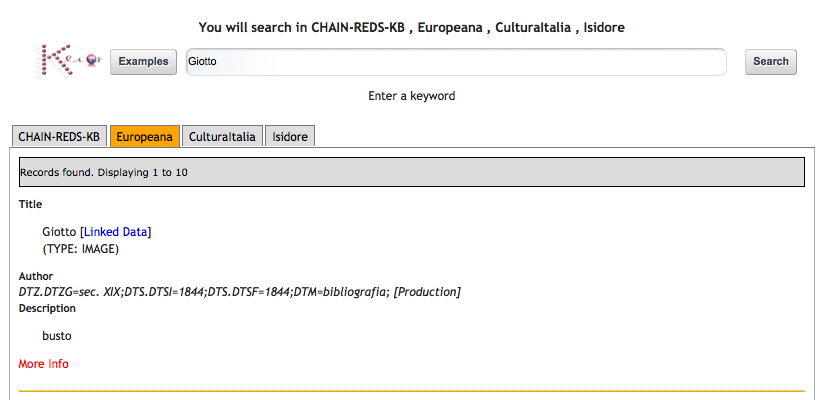 You will search in CHAIN-REDS-KB , Europeana , CulturaItalia , Isidore
Examples Giotto Search
Enter a keyword
CHAIN-REDS-KB Europeana CulturaItalia Isidore
Records found. Displaying 1 to 10
Title
Giotto [Linked Data]
(TYPE: IMAGE)
Author
DTZ.DTZG=sec. XIX;DTS.DTSI=1844;DTS.DTSF=1844;DTM=bibliografia; [Production]
Description
busto
More Info